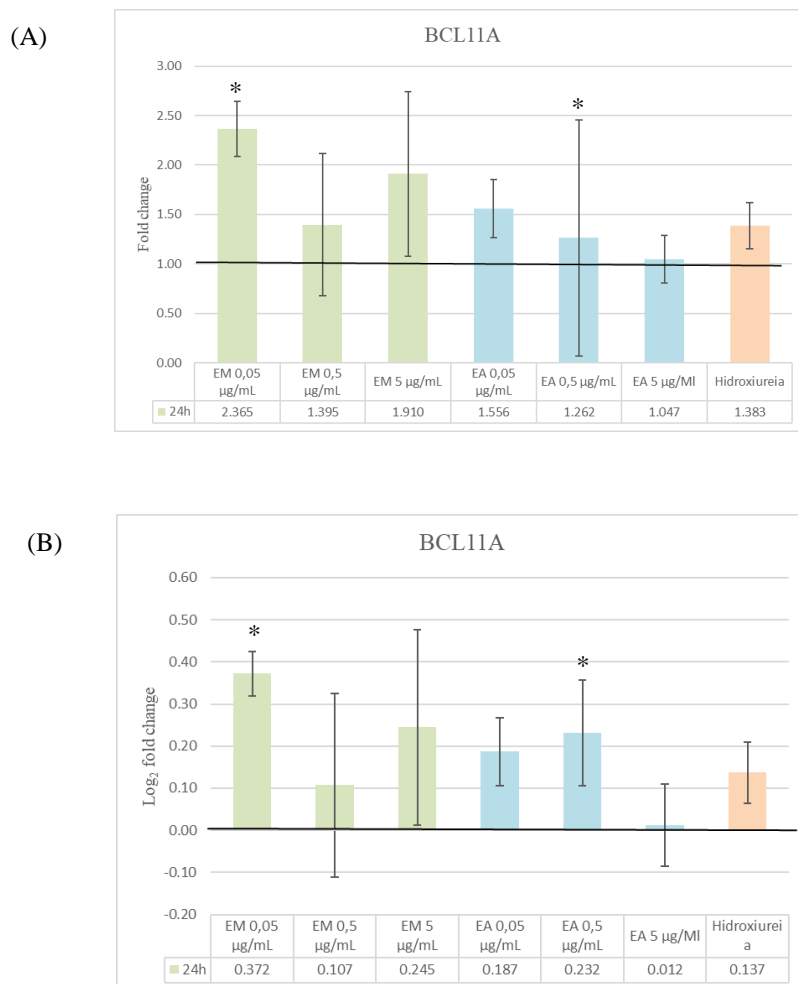 (A)
BCL11A
3.00
2.50
2.00
1.50
1.00
0.50
0.00
Fold change
*
*
EM 0,05 µg/mL
EM 0,5 µg/mL
EM 5 µg/mL
EA 0,05 µg/mL
EA 0,5 µg/mL
EA 5 µg/Ml
Hidroxiureia
24h 2.365 1.395 1.910 1.556 1.262 1.047 1.383
(B)
BCL11A
0.60
0.50
0.40
0.30
0.20
0.10
0.00
-0.10
-0.20
Log₂ fold change
*
*
EM 0,05
µg/mL
EM 0,5
µg/mL
EM 5
µg/mL
EA 0,05
µg/mL
EA 0,5
µg/mL
EA 5 µg/Ml
Hidroxiurei
a
24h 0.372 0.107 0.245 0.187 0.232 0.012 0.137